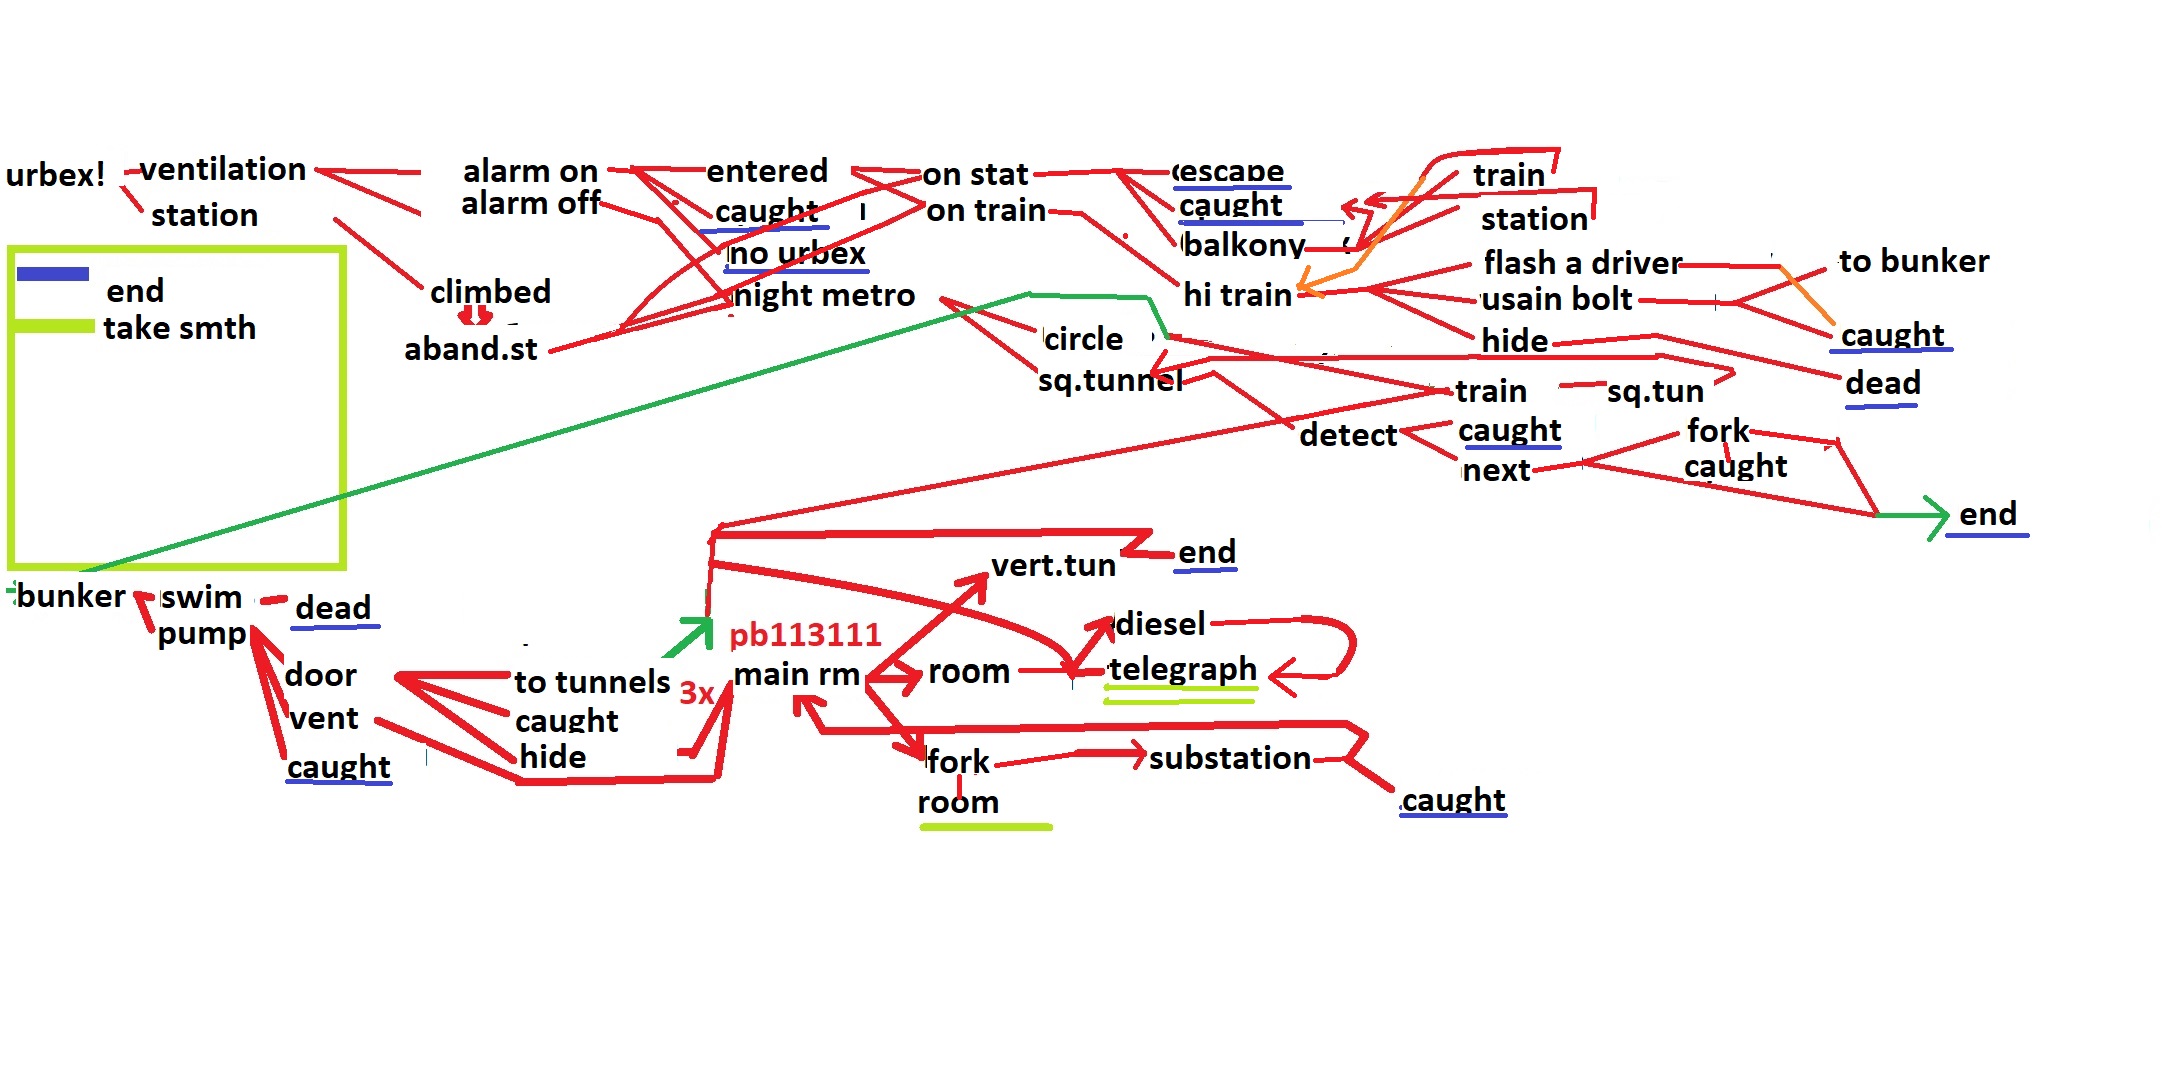 urbex!
ventilation
station
alarm on
alarm off
climbed
aband.st
entered
caught
no urbex
night metro
on stat
on train
escape
caught
balkony
hi train
train
station
flash a driver
usain bolt
hide
to bunker
caught
dead
circle
sq.tunnel
detect
train
caught
next
sq.tun
fork
caught
end
end
take smth
bunker
swim
pump
dead
door
vent
caught
to tunnels
caught
hide
3x
pb113111
main rm
vert.tun
end
room
diesel
telegraph
fork
room
substation
caught